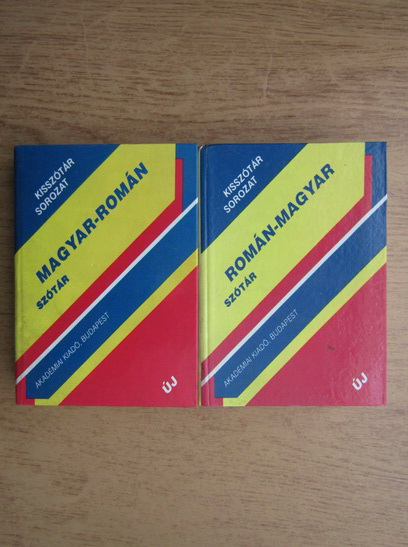 KISSZÓTÁR
SOROZAT
MAGYAR-ROMÁN
SZÓTÁR
AKADÉMIAI KIADÓ, BUDAPEST
ÚJ
KISSZÓTÁR
SOROZAT
ROMÁN-MAGYAR
SZÓTÁR
AKADÉMIAI KIADÓ, BUDAPEST
ÚJ